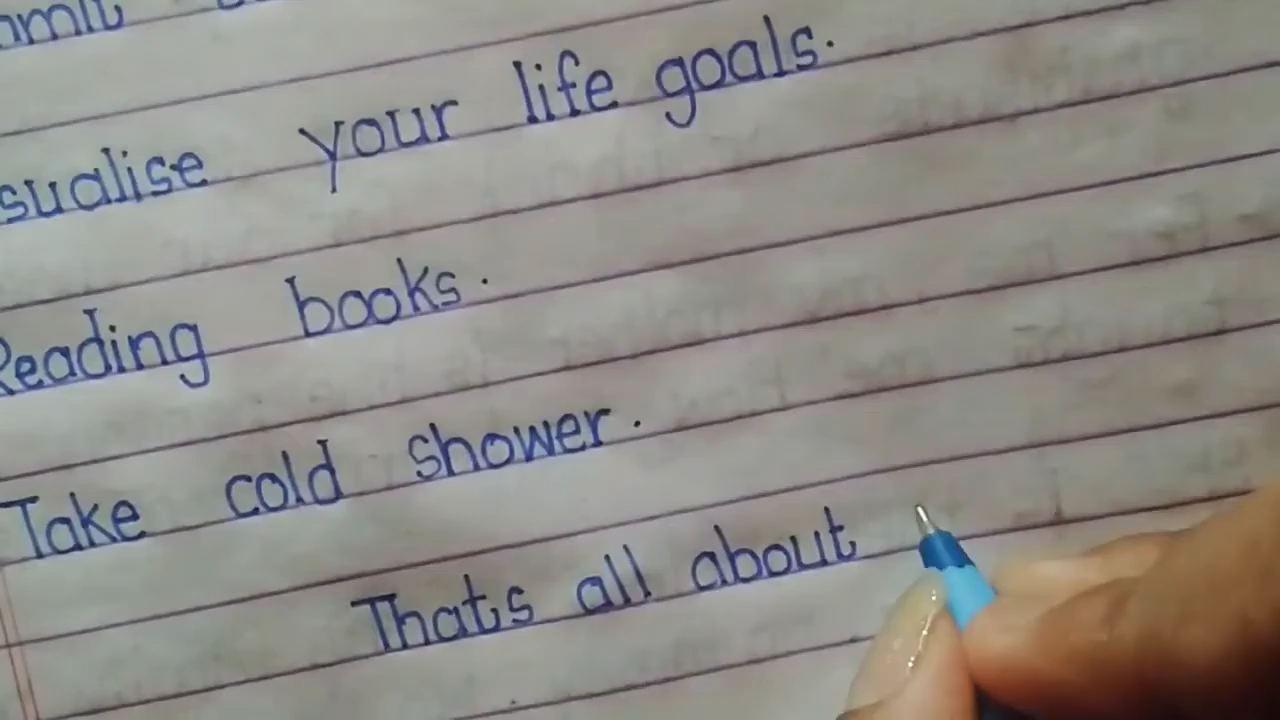 sualise your life goals.
Reading books.
Take cold shower.
Thats all about